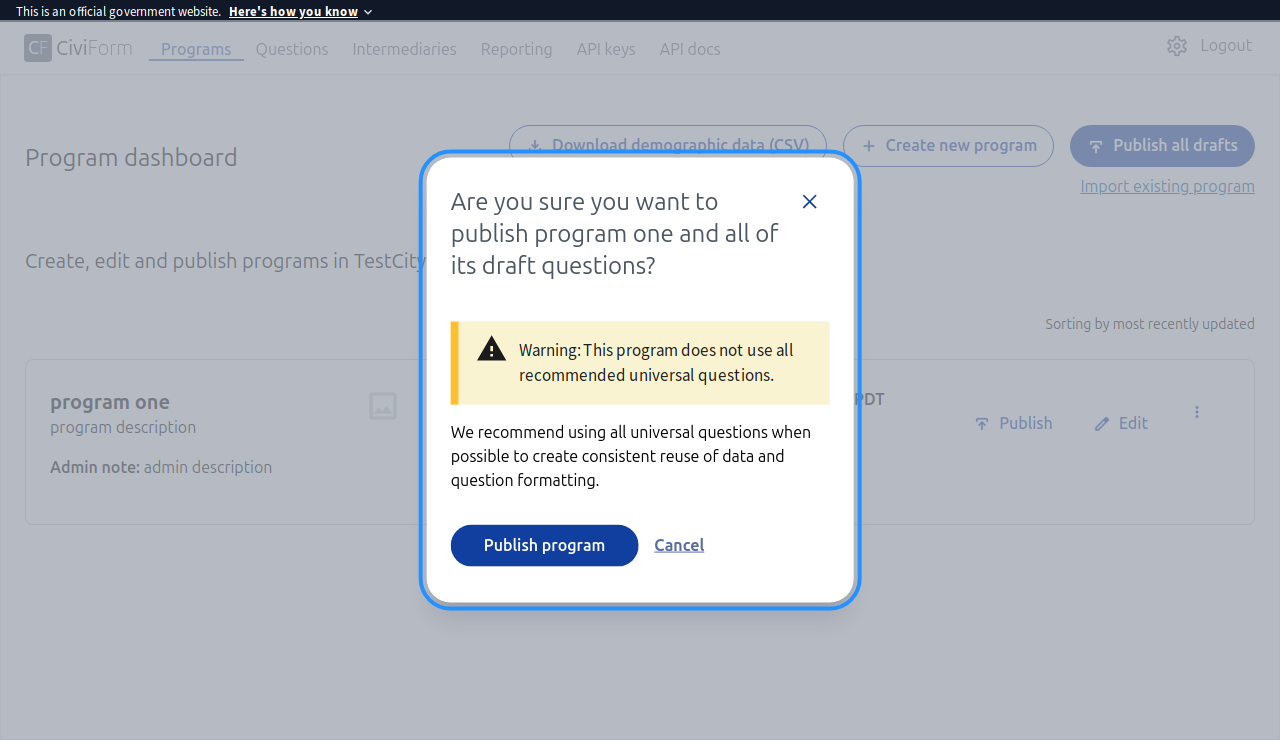 This is an official government website. Here's how you know
CF CiviForm Programs Questions Intermediaries Reporting API keys API docs Logout
Program dashboard
Download demographic data (CSV)
Create new program
Publish all drafts
Import existing program
Create, edit and publish programs in TestCity
Sorting by most recently updated
program one
program description
Admin note: admin description
PDT
Publish
Edit
Are you sure you want to
publish program one and all of
its draft questions?
Warning: This program does not use all
recommended universal questions.
We recommend using all universal questions when
possible to create consistent reuse of data and
question formatting.
Publish program
Cancel